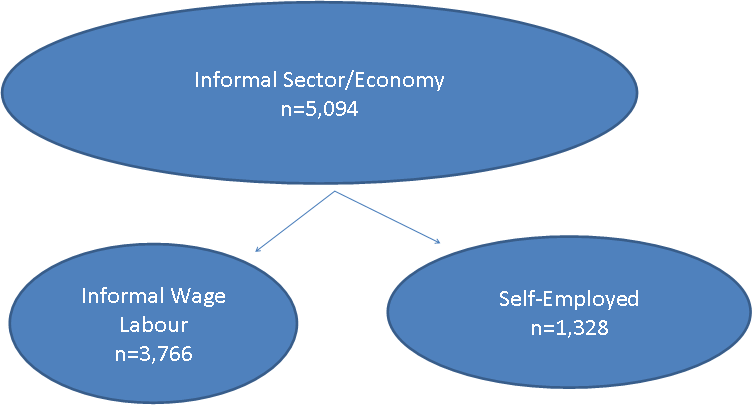 Informal Sector/Economy
n=5,094
Informal Wage
Labour
n=3,766
Self-Employed
n=1,328